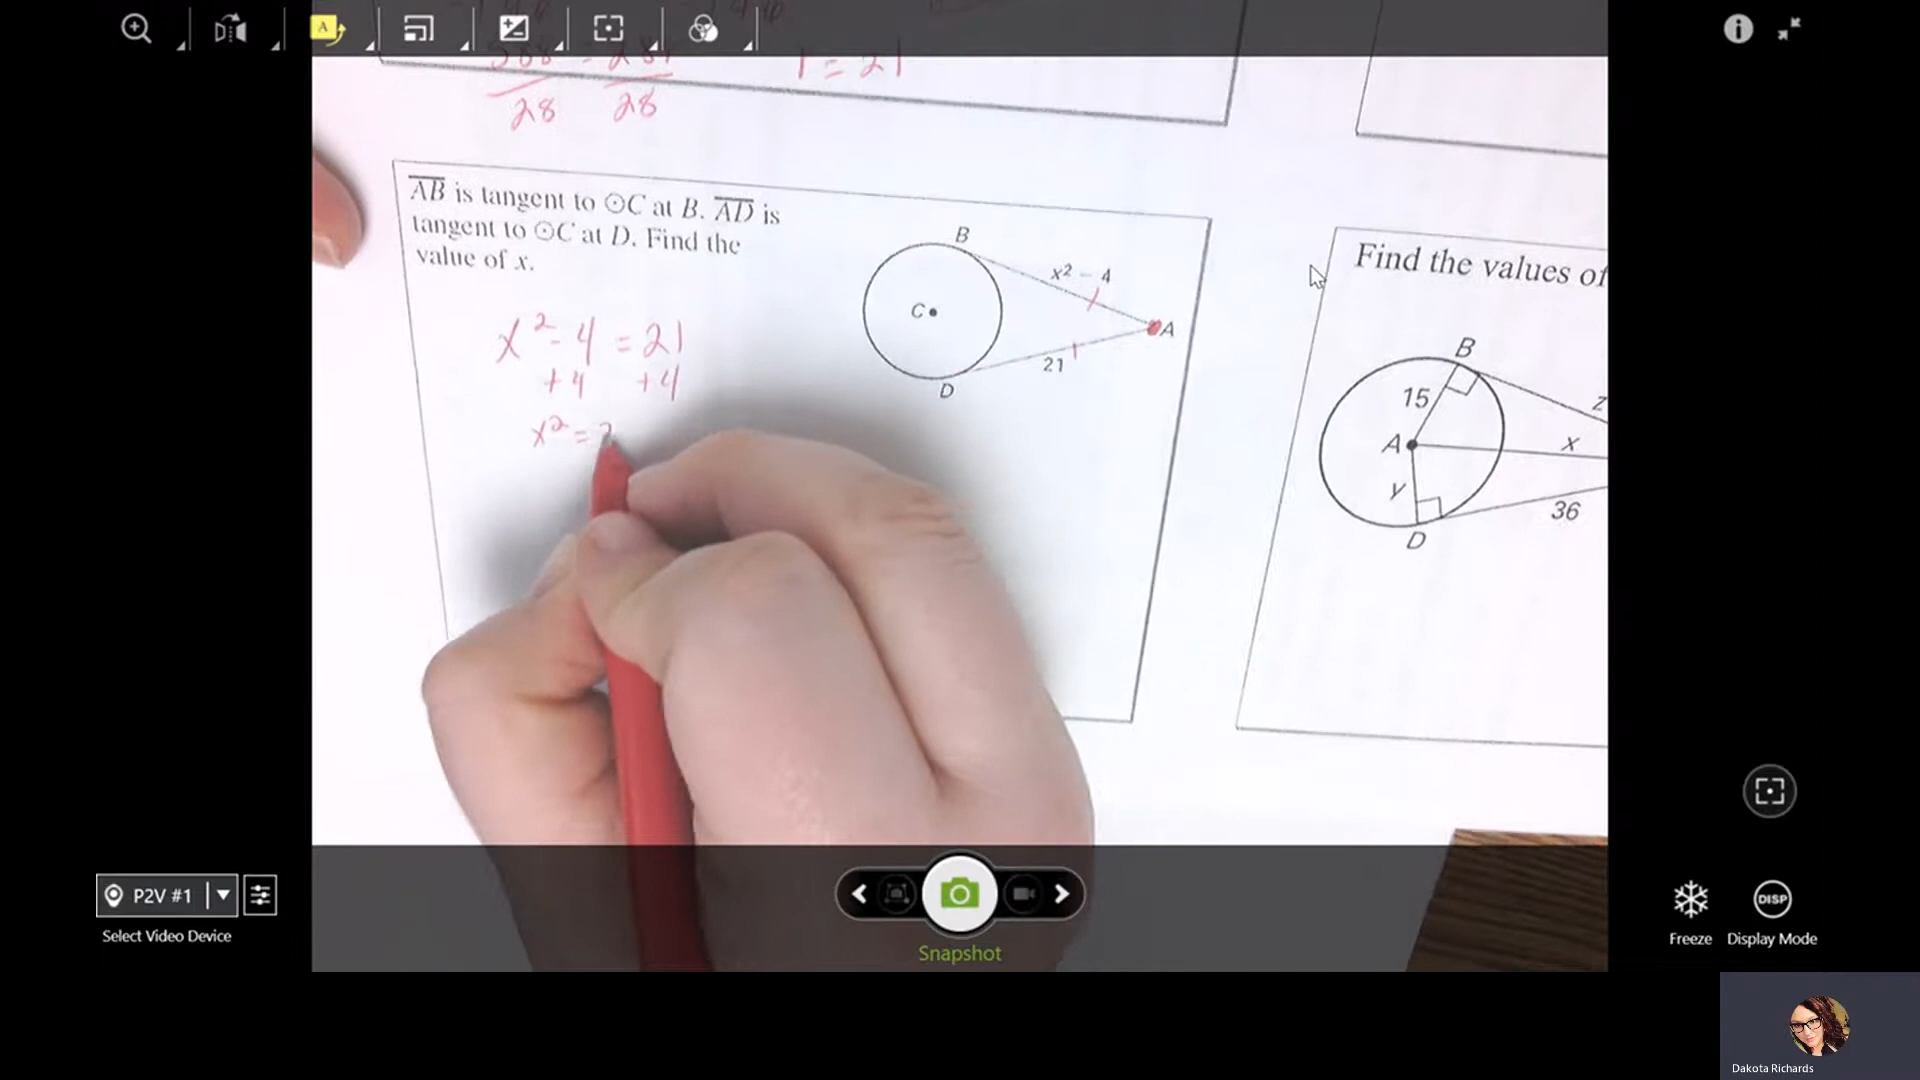 A
r = 21
28 28
AB is tangent to ⊙C at B. AD is
tangent to ⊙C at D. Find the
value of x.
x² - 4 = 21
+4 +4
x² =
B
x² - 4
C
A
21
D
Find the values of
B
15
z
A
x
y
36
D
P2V #1
Select Video Device
Snapshot
Freeze
DISP
Display Mode
Dakota Richards